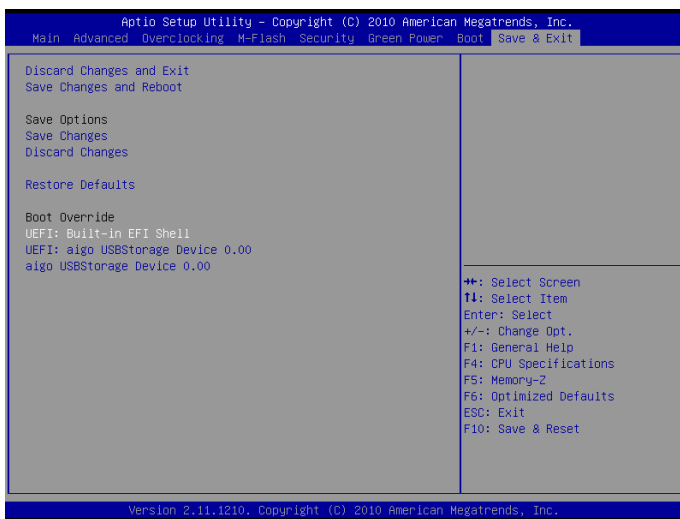 Aptio Setup Utility – Copyright (C) 2010 American Megatrends, Inc.
Main Advanced Overclocking M-Flash Security Green Power Boot Save & Exit
Discard Changes and Exit
Save Changes and Reboot
Save Options
Save Changes
Discard Changes
Restore Defaults
Boot Override
UEFI: Built-in EFI Shell
UEFI: aigo USBStorage Device 0.00
aigo USBStorage Device 0.00
→←: Select Screen
↑↓: Select Item
Enter: Select
+/-: Change Opt.
F1: General Help
F4: CPU Specifications
F5: Memory-Z
F6: Optimized Defaults
ESC: Exit
F10: Save & Reset
Version 2.11.1210. Copyright (C) 2010 American Megatrends, Inc.